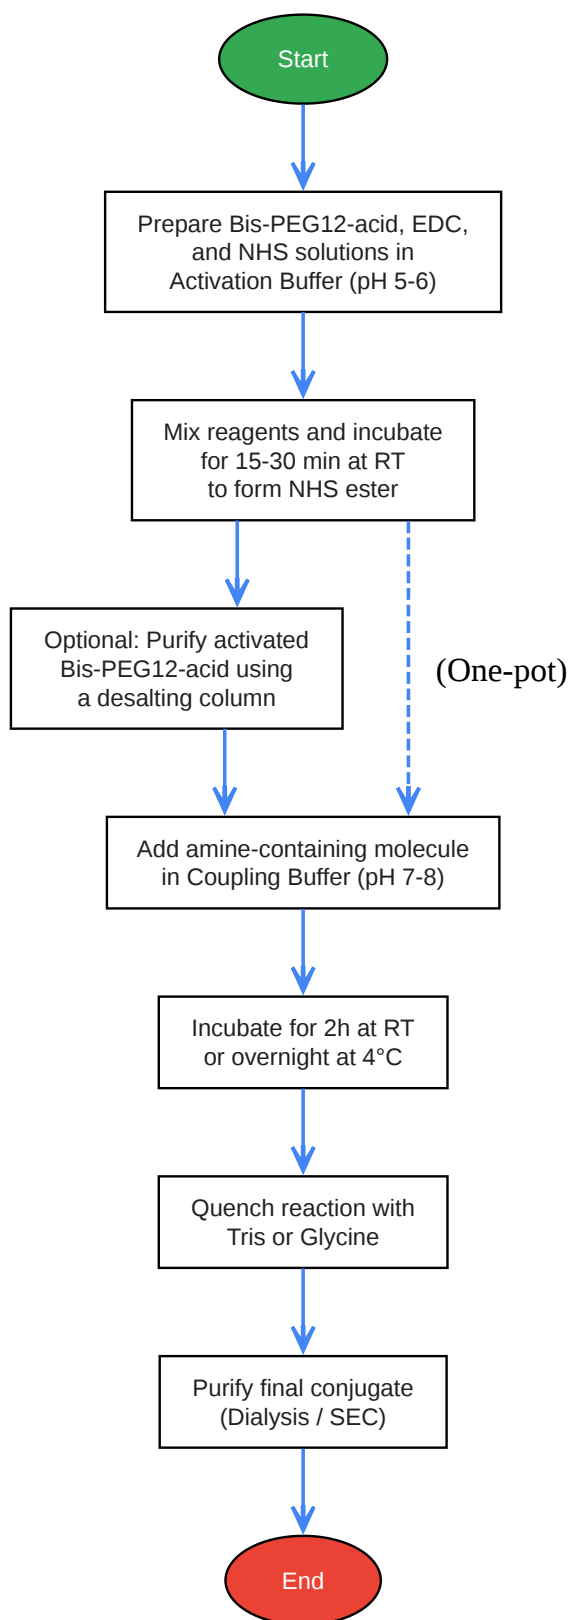 Start
Prepare Bis-PEG12-acid, EDC,
and NHS solutions in
Activation Buffer (pH 5-6)
Mix reagents and incubate
for 15-30 min at RT
to form NHS ester
Optional: Purify activated
Bis-PEG12-acid using
a desalting column
(One-pot)
Add amine-containing molecule
in Coupling Buffer (pH 7-8)
Incubate for 2h at RT
or overnight at 4°C
Quench reaction with
Tris or Glycine
Purify final conjugate
(Dialysis / SEC)
End